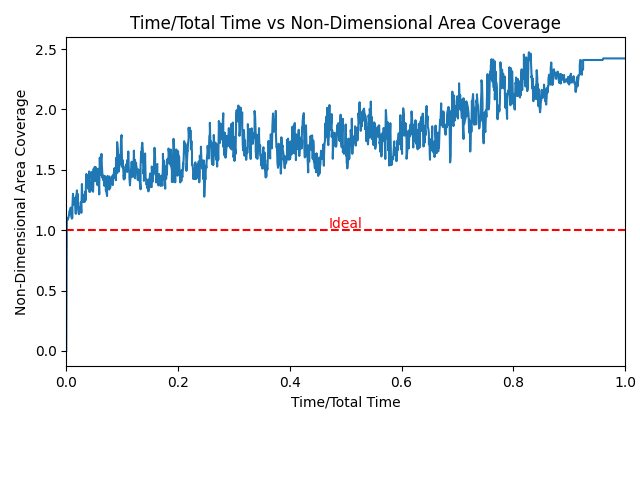 Time/Total Time vs Non-Dimensional Area Coverage
2.5
2.0
1.5
1.0
0.5
0.0
Non-Dimensional Area Coverage
Ideal
0.0 0.2 0.4 0.6 0.8 1.0
Time/Total Time